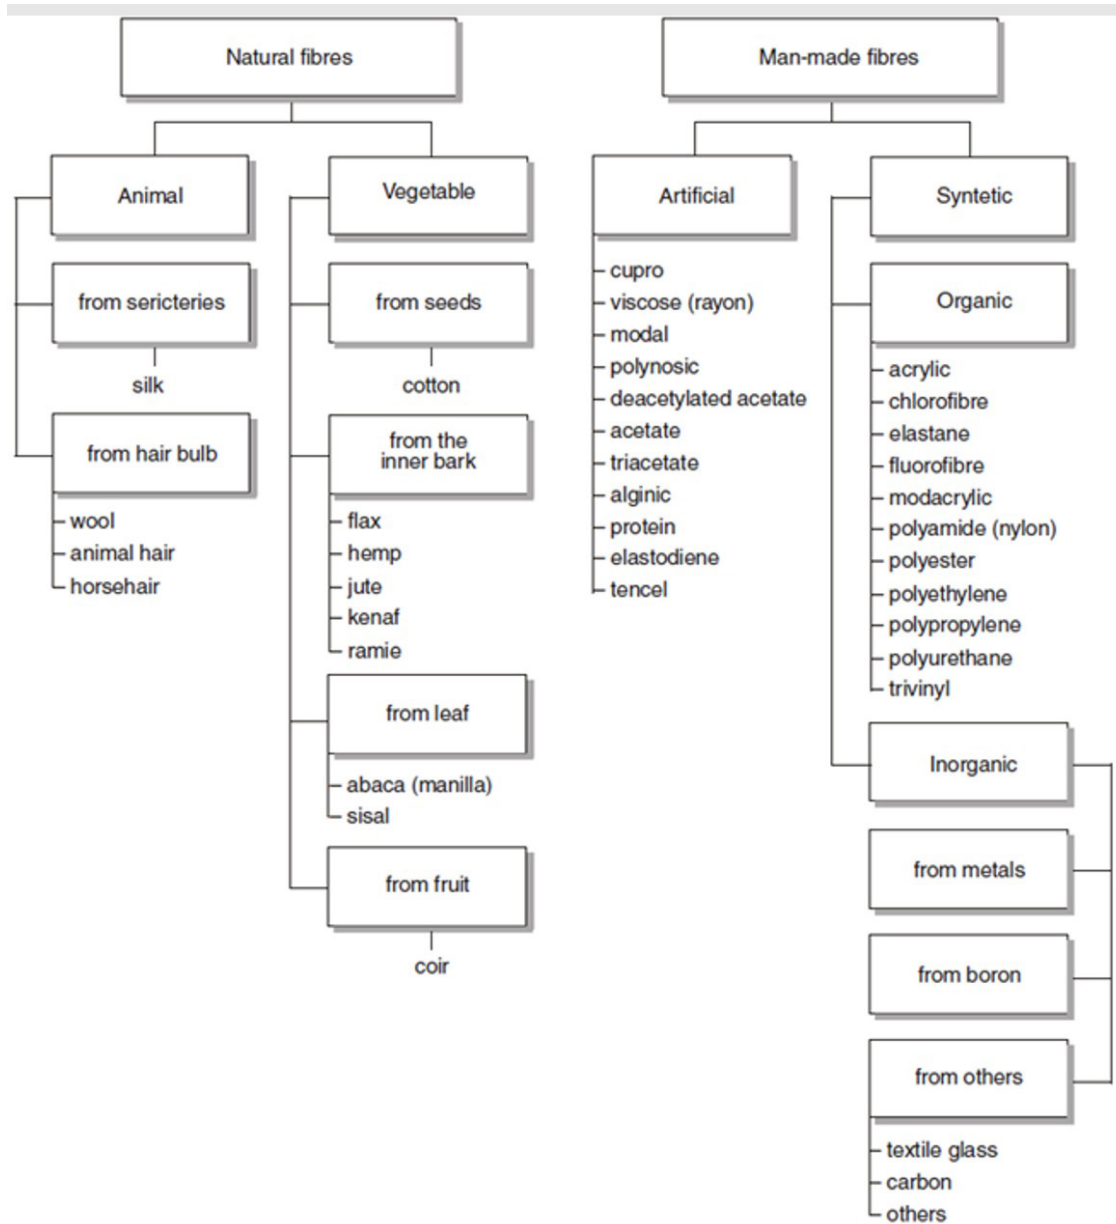 Natural fibres
Animal
from sericteries
silk
from hair bulb
wool
animal hair
horsehair
Vegetable
from seeds
cotton
from the
inner bark
flax
hemp
jute
kenaf
ramie
from leaf
abaca (manilla)
sisal
from fruit
coir
Man-made fibres
Artificial
cupro
viscose (rayon)
modal
polynosic
deacetylated acetate
acetate
triacetate
alginic
protein
elastodiene
tencel
Syntetic
Organic
acrylic
chlorofibre
elastane
fluorofibre
modacrylic
polyamide (nylon)
polyester
polyethylene
polypropylene
polyurethane
trivinyl
Inorganic
from metals
from boron
from others
textile glass
carbon
others